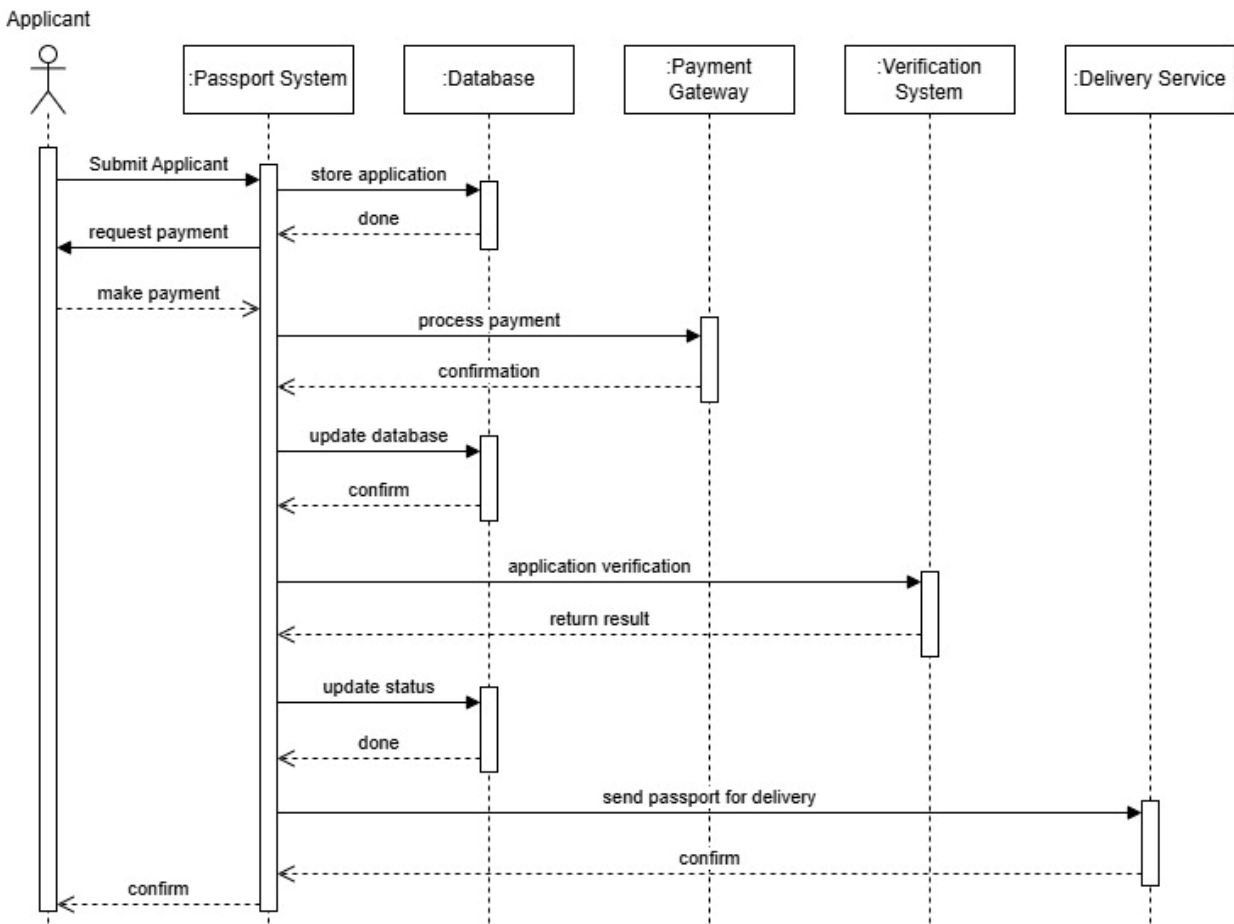 Applicant
:Passport System
:Database
:Payment
Gateway
:Verification
System
:Delivery Service
Submit Applicant
store application
done
request payment
make payment
process payment
confirmation
update database
confirm
application verification
return result
update status
done
send passport for delivery
confirm
confirm